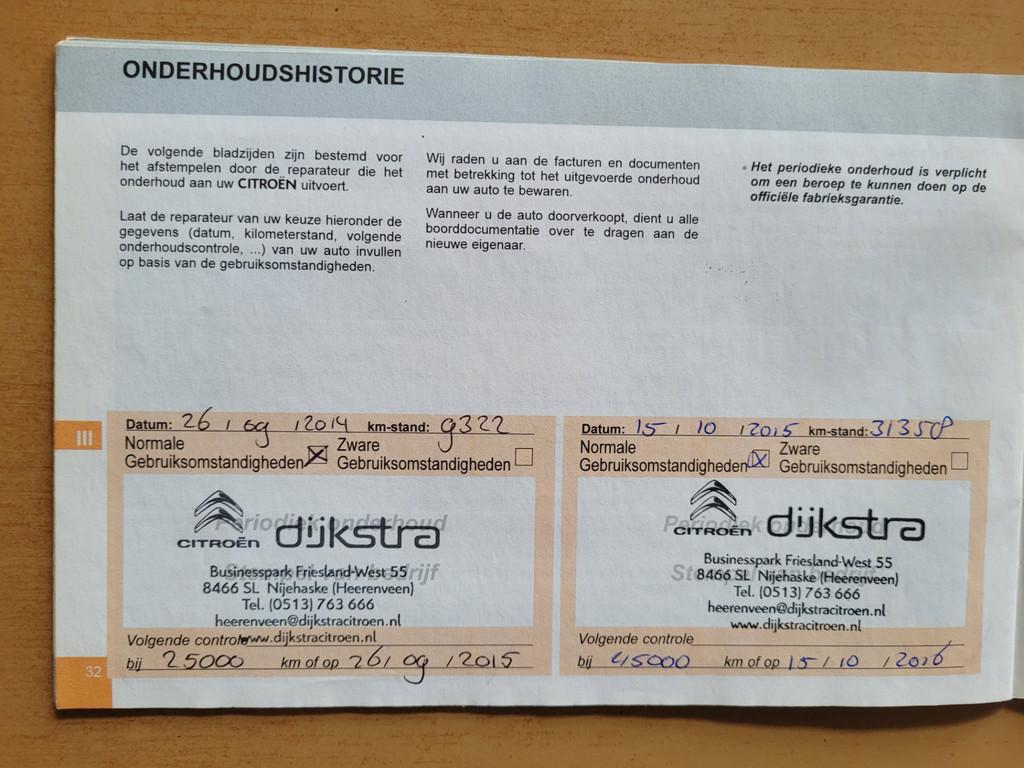 ONDERHOUDSHISTORIE
De volgende bladzijden zijn bestemd voor
het afstempelen door de reparateur die het
onderhoud aan uw CITROËN uitvoert.
Laat de reparateur van uw keuze hieronder de
gegevens (datum, kilometerstand, volgende
onderhoudscontrole, ...) van uw auto invullen
op basis van de gebruiksomstandigheden.
Wij raden u aan de facturen en documenten
met betrekking tot het uitgevoerde onderhoud
aan uw auto te bewaren.
Wanneer u de auto doorverkoopt, dient u alle
boorddocumentatie over te dragen aan de
nieuwe eigenaar.
• Het periodieke onderhoud is verplicht
om een beroep te kunnen doen op de
officiële fabrieksgarantie.
III
Datum: 26 / 09 / 2014 km-stand: 9322
Normale
Gebruiksomstandigheden
Zware
Gebruiksomstandigheden
Periodiek onderhoud
CITROËN dijkstra
Businesspark Friesland-West 55
8466 SL Nijehaske (Heerenveen)
Tel. (0513) 763 666
heerenveen@dijkstracitroen.nl
www.dijkstracitroen.nl
Volgende controle
bij 25000 km of op 26 / 09 / 2015
Datum: 15 / 10 / 2015 km-stand: 31358
Normale
Gebruiksomstandigheden
Zware
Gebruiksomstandigheden
Periodiek onderhoud
CITROËN dijkstra
Businesspark Friesland-West 55
8466 SL Nijehaske (Heerenveen)
Tel. (0513) 763 666
heerenveen@dijkstracitroen.nl
www.dijkstracitroen.nl
Volgende controle
bij 45000 km of op 15 / 10 / 2016
32